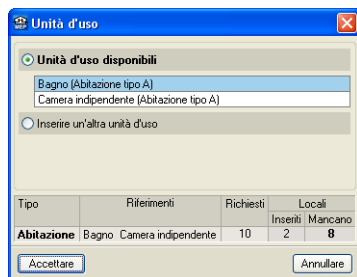 Unità d'uso
Unità d'uso disponibili
Bagno (Abitazione tipo A)
Camera indipendente (Abitazione tipo A)
Inserire un'altra unità d'uso
Tipo Riferimenti Richiesti Locali
Inseriti Mancano
Abitazione Bagno Camera indipendente 10 2 8
Accettare Annullare